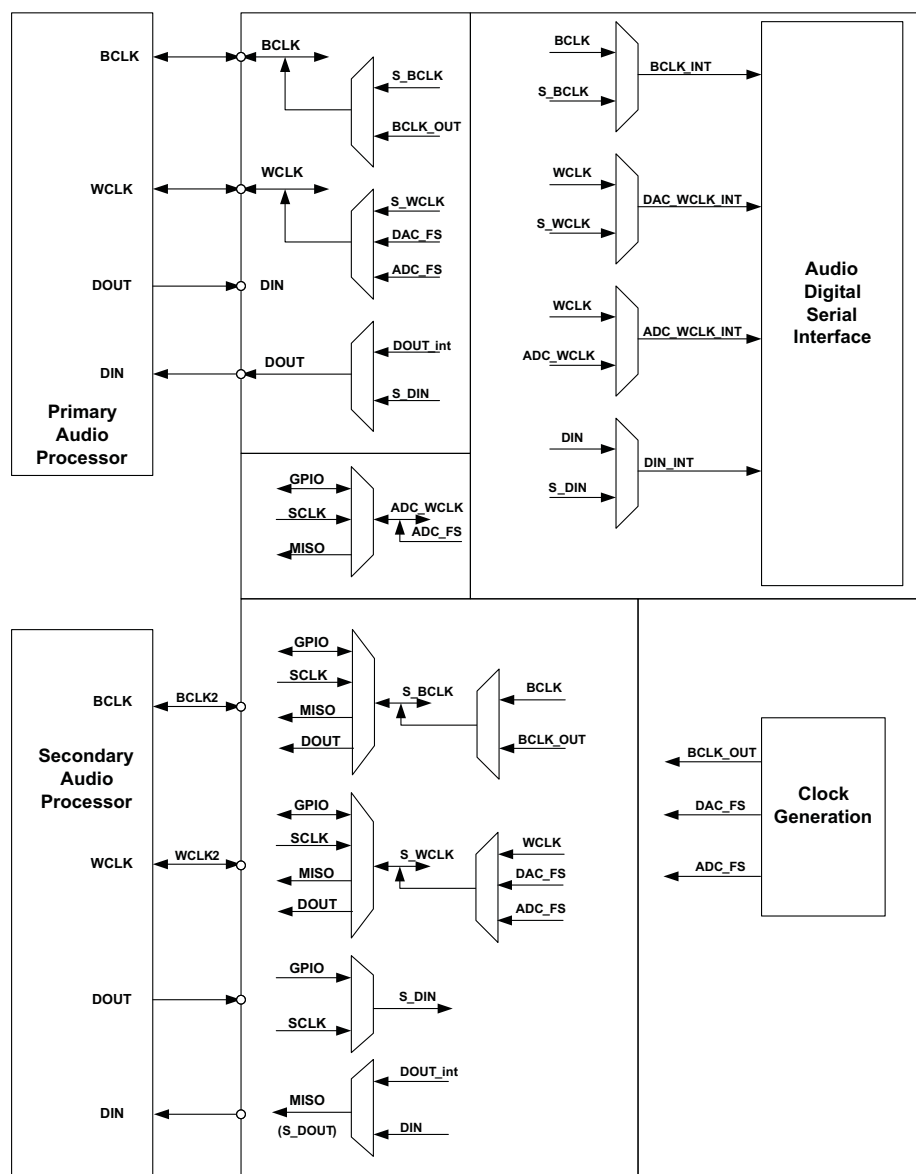 BCLK
BCLK
S_BCLK
BCLK_OUT
WCLK
WCLK
S_WCLK
DAC_FS
ADC_FS
DOUT
DIN
DIN
DOUT
DOUT_int
S_DIN
Primary
Audio
Processor
BCLK
S_BCLK
BCLK_INT
WCLK
S_WCLK
DAC_WCLK_INT
WCLK
ADC_WCLK
ADC_WCLK_INT
DIN
S_DIN
DIN_INT
Audio
Digital
Serial
Interface
GPIO
SCLK
MISO
ADC_WCLK
ADC_FS
BCLK
BCLK2
Secondary
Audio
Processor
WCLK
WCLK2
DOUT
DIN
GPIO
SCLK
MISO
DOUT
S_BCLK
BCLK
BCLK_OUT
GPIO
SCLK
MISO
DOUT
S_WCLK
WCLK
DAC_FS
ADC_FS
GPIO
SCLK
S_DIN
MISO
(S_DOUT)
DOUT_int
DIN
BCLK_OUT
DAC_FS
ADC_FS
Clock
Generation